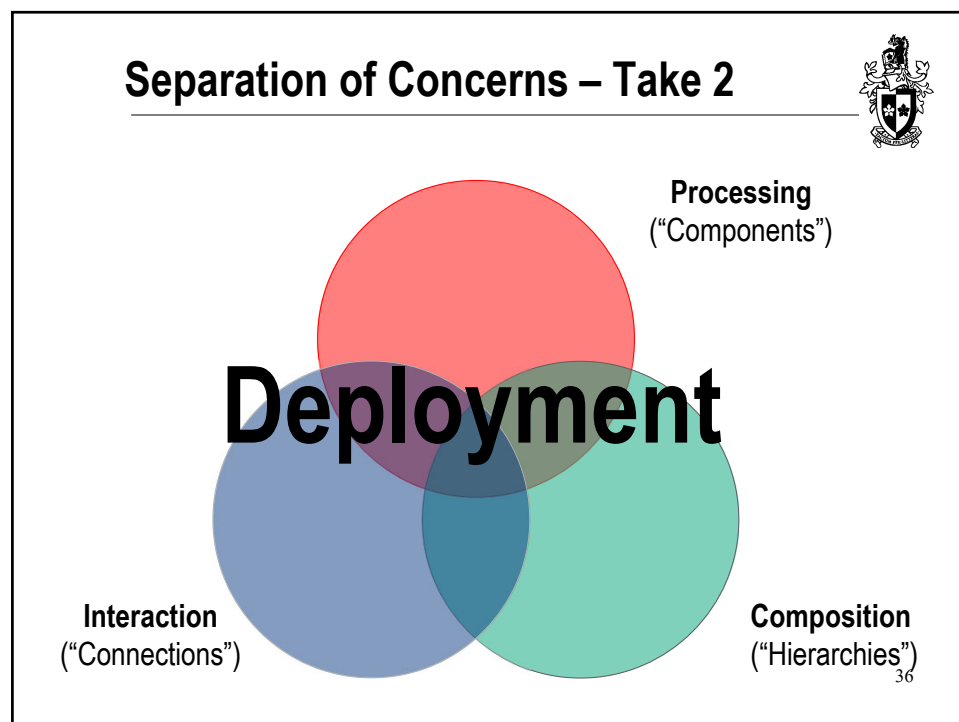 Separation of Concerns – Take 2
Processing
(“Components”)
Deployment
Interaction
(“Connections”)
Composition
(“Hierarchies”)
36